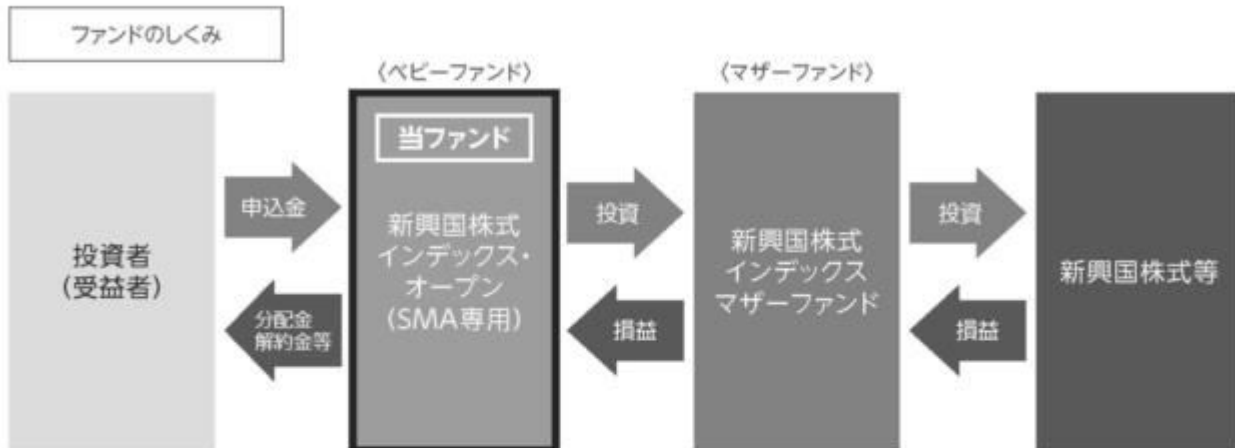 ファンドのしくみ
〈ベビーファンド〉
〈マザーファンド〉
投資者
(受益者)
申込金
分配金
解約金等
当ファンド
新興国株式
インデックス・
オープン
(SMA専用)
投資
損益
新興国株式
インデックス
マザーファンド
投資
損益
新興国株式等